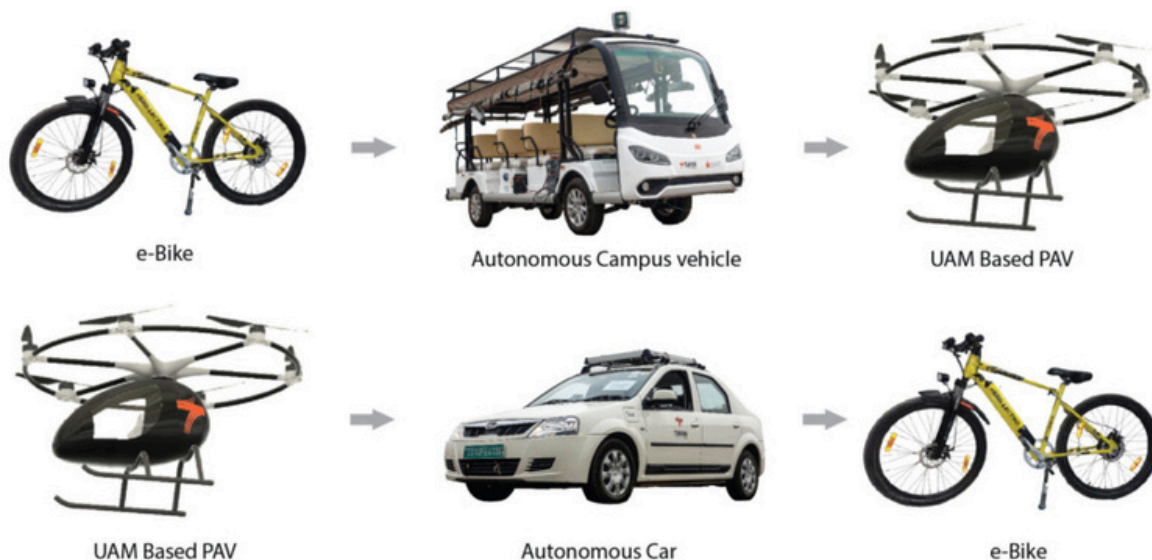 e-Bike
Autonomous Campus vehicle
UAM Based PAV
UAM Based PAV
Autonomous Car
e-Bike